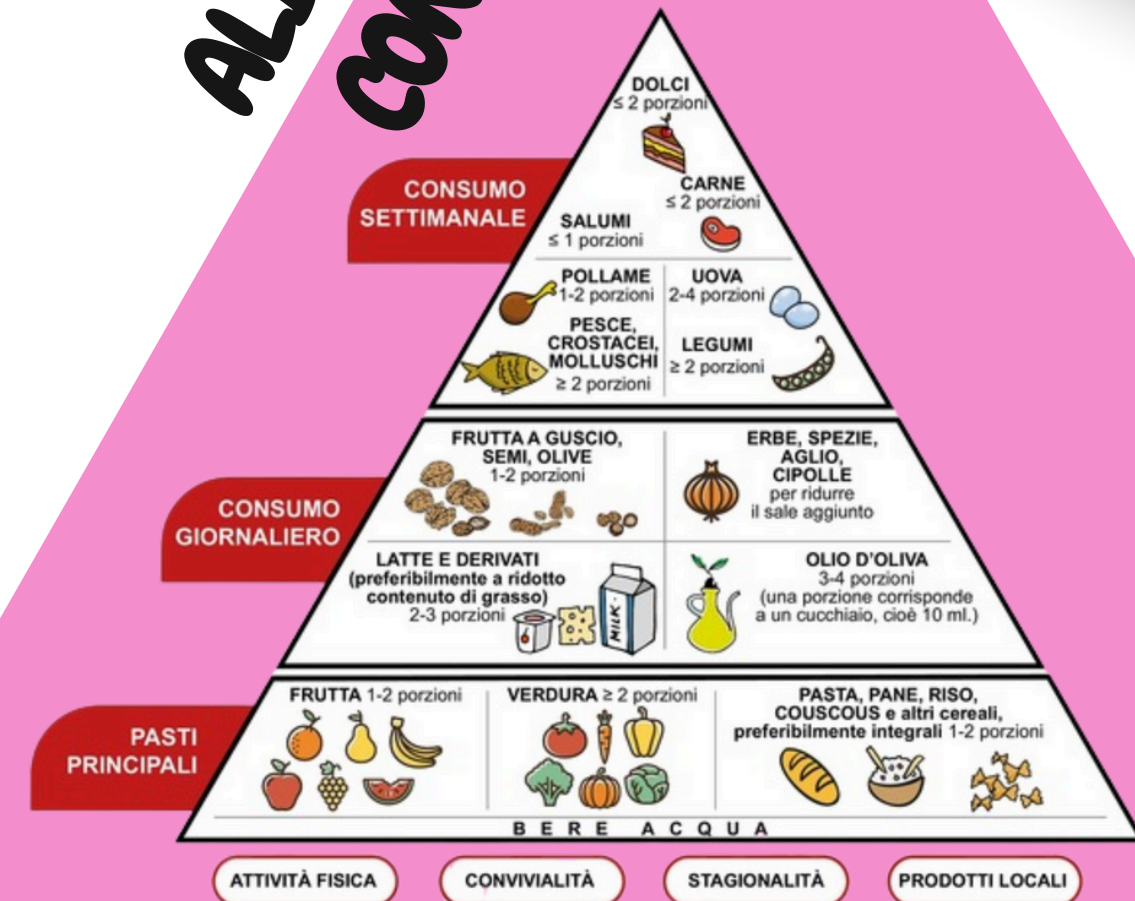 DOLCI
≤ 2 porzioni
CARNE
≤ 2 porzioni
CONSUMO
SETTIMANALE
SALUMI
≤ 1 porzioni
POLLAME
1-2 porzioni
UOVA
2-4 porzioni
PESCE,
CROSTACEI,
MOLLUSCHI
≥ 2 porzioni
LEGUMI
≥ 2 porzioni
CONSUMO
GIORNALIERO
FRUTTA A GUSCIO,
SEMI, OLIVE
1-2 porzioni
ERBE, SPEZIE,
AGLIO,
CIPOLLE
per ridurre
il sale aggiunto
LATTE E DERIVATI
(preferibilmente a ridotto
contenuto di grasso)
2-3 porzioni
MILK
OLIO D'OLIVA
3-4 porzioni
(una porzione corrisponde
a un cucchiaio, cioè 10 ml.)
PASTI
PRINCIPALI
FRUTTA 1-2 porzioni
VERDURA ≥ 2 porzioni
PASTA, PANE, RISO,
COUSCOUS e altri cereali,
preferibilmente integrali 1-2 porzioni
BERE ACQUA
ATTIVITÀ FISICA
CONVIVIALITÀ
STAGIONALITÀ
PRODOTTI LOCALI